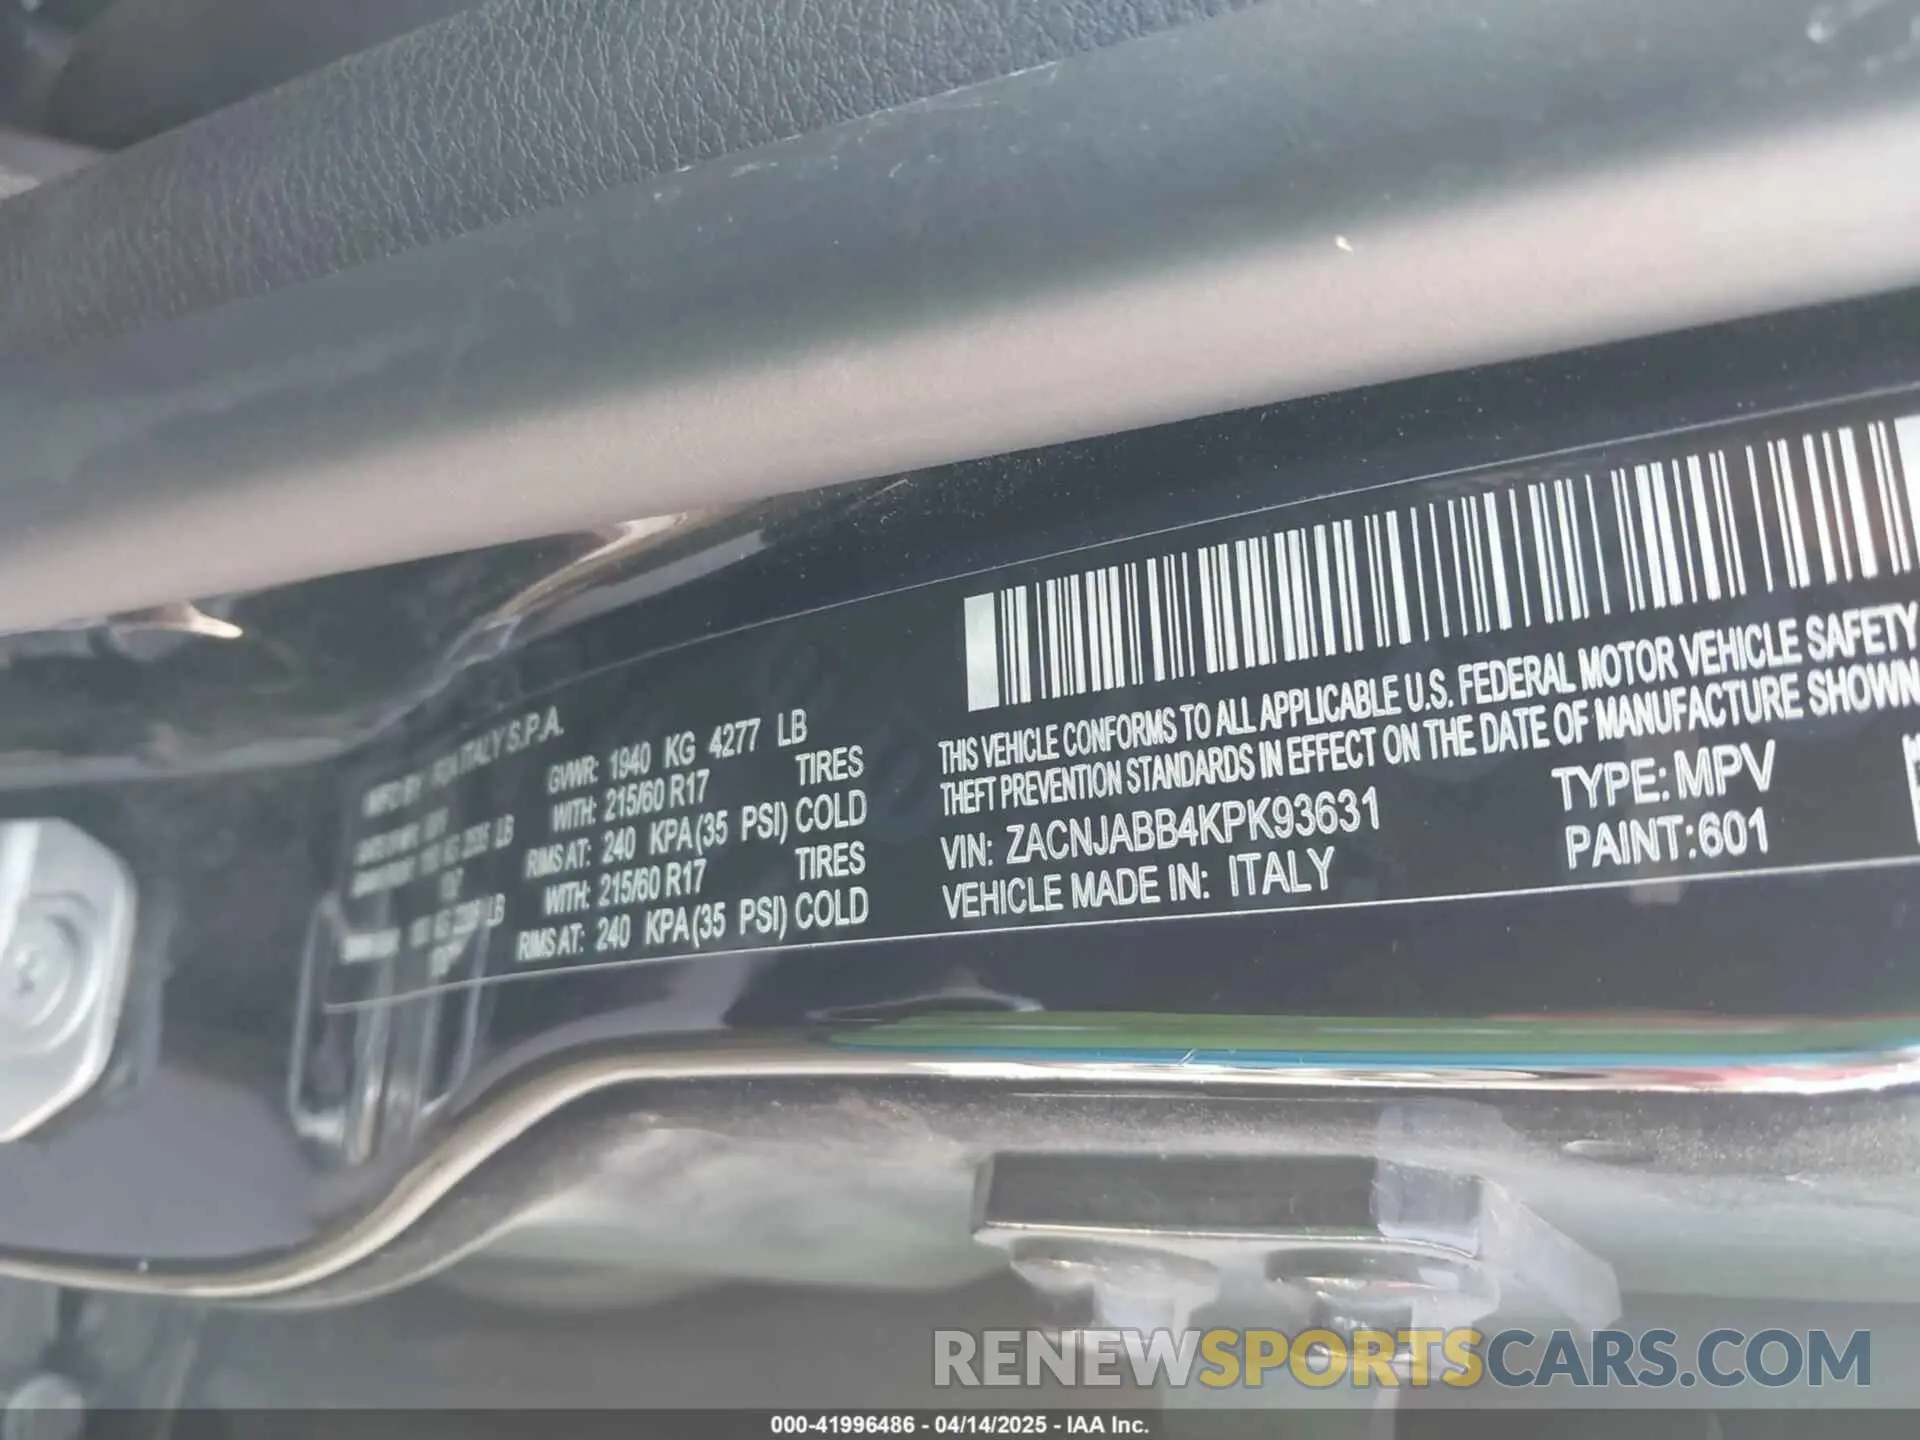 MFD BY: FCA ITALY S.P.A.
GVWR: 1940 KG 4277 LB
LB WITH: 215/60 R17 TIRES
RIMS AT: 240 KPA (35 PSI) COLD
LB WITH: 215/60 R17 TIRES
RIMS AT: 240 KPA (35 PSI) COLD
THIS VEHICLE CONFORMS TO ALL APPLICABLE U.S. FEDERAL MOTOR VEHICLE SAFETY
THEFT PREVENTION STANDARDS IN EFFECT ON THE DATE OF MANUFACTURE SHOWN
VIN: ZACNJABB4KPK93631 TYPE: MPV
VEHICLE MADE IN: ITALY PAINT: 601
RENEWSPORTSCARS.COM
000-41996486 - 04/14/2025 - IAA Inc.